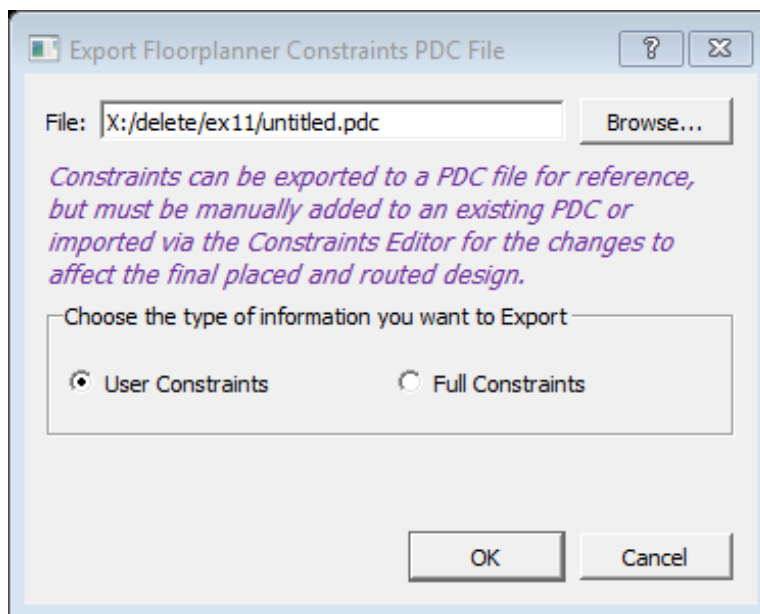 Export Floorplanner Constraints PDC File
File: X:/delete/ex11/untitled.pdc Browse...
Constraints can be exported to a PDC file for reference,
but must be manually added to an existing PDC or
imported via the Constraints Editor for the changes to
affect the final placed and routed design.
Choose the type of information you want to Export
User Constraints Full Constraints
OK Cancel